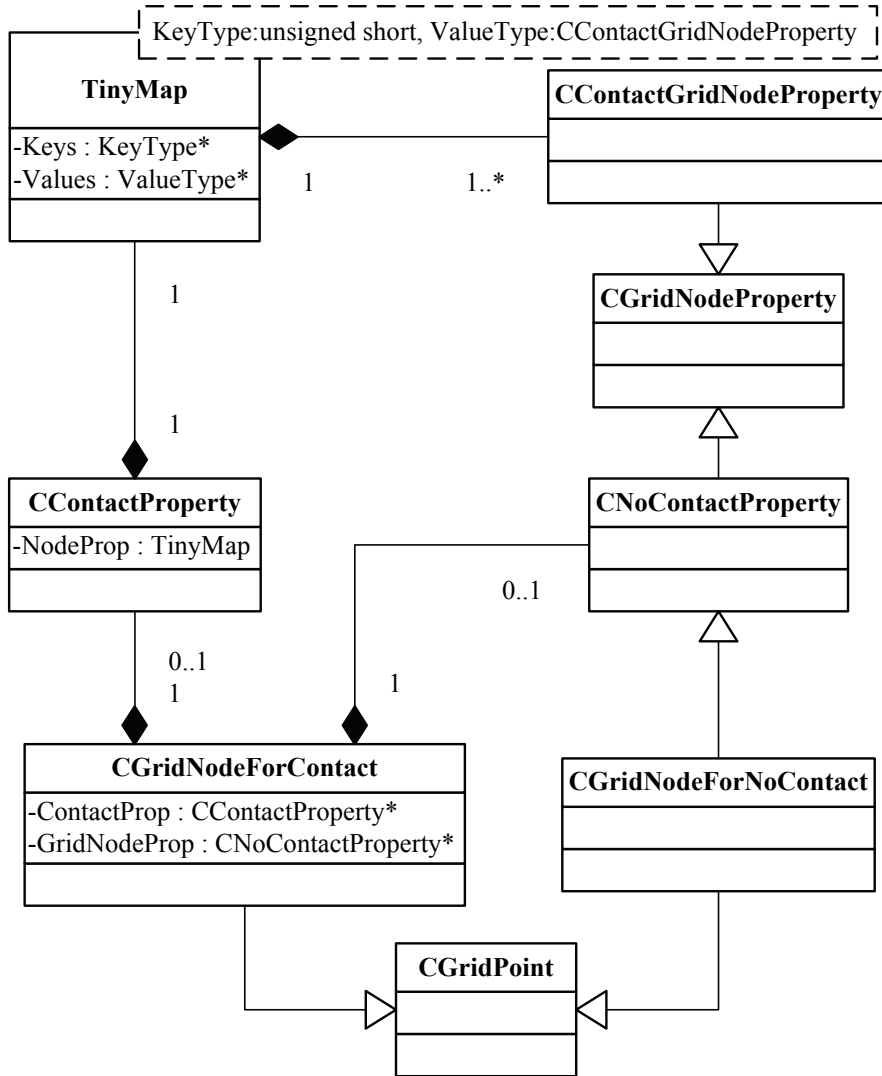 KeyType:unsigned short, ValueType:CContactGridNodeProperty
TinyMap
-Keys : KeyType*
-Values : ValueType*
CContactGridNodeProperty
1
1..*
1
CGridNodeProperty
1
CContactProperty
-NodeProp : TinyMap
CNoContactProperty
0..1
0..1
1
1
CGridNodeForContact
-ContactProp : CContactProperty*
-GridNodeProp : CNoContactProperty*
CGridNodeForNoContact
CGridPoint